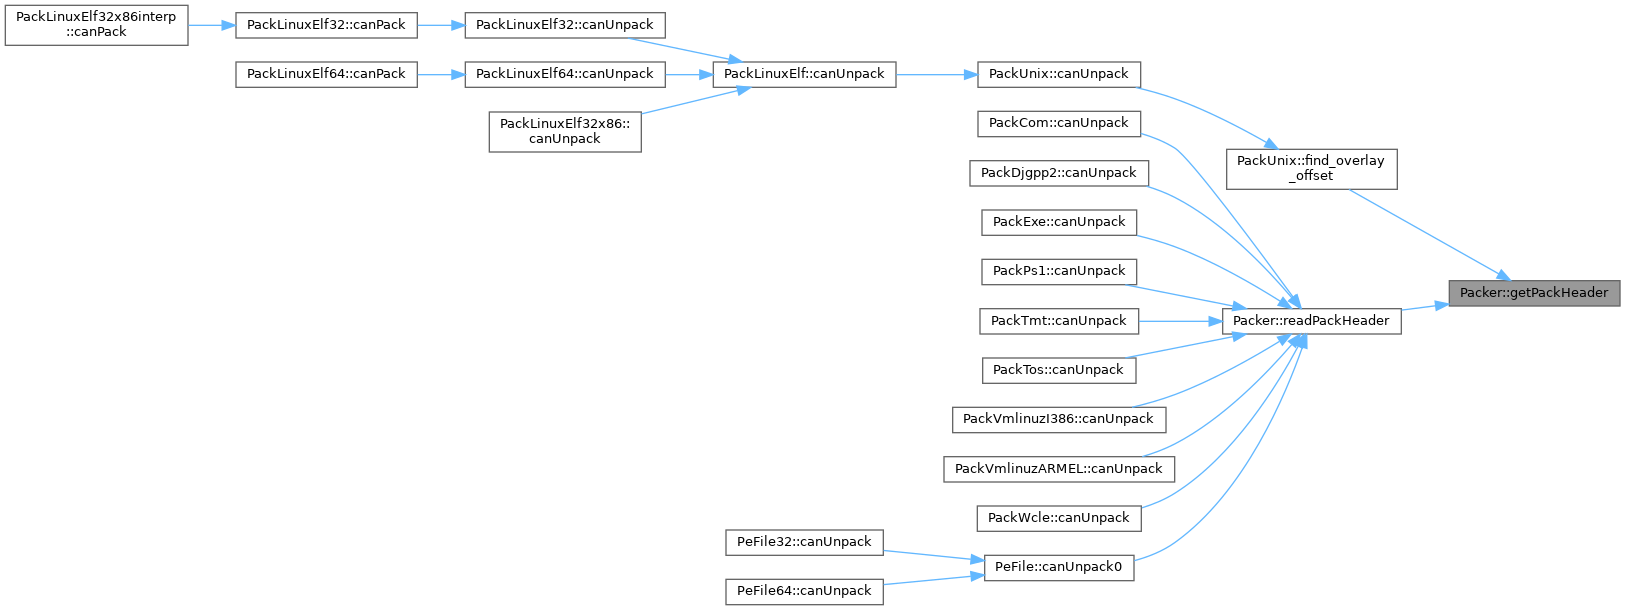 PackLinuxElf32x86interp
::canPack
PackLinuxElf32::canPack
PackLinuxElf32::canUnpack
PackLinuxElf64::canPack
PackLinuxElf64::canUnpack
PackLinuxElf32x86::
canUnpack
PackLinuxElf::canUnpack
PackUnix::canUnpack
PackCom::canUnpack
PackDjgpp2::canUnpack
PackExe::canUnpack
PackPs1::canUnpack
PackTmt::canUnpack
PackTos::canUnpack
PackVmlinuzI386::canUnpack
PackVmlinuzARMEL::canUnpack
PackWcle::canUnpack
PeFile32::canUnpack
PeFile64::canUnpack
PeFile::canUnpack0
PackUnix::find_overlay
_offset
Packer::readPackHeader
Packer::getPackHeader